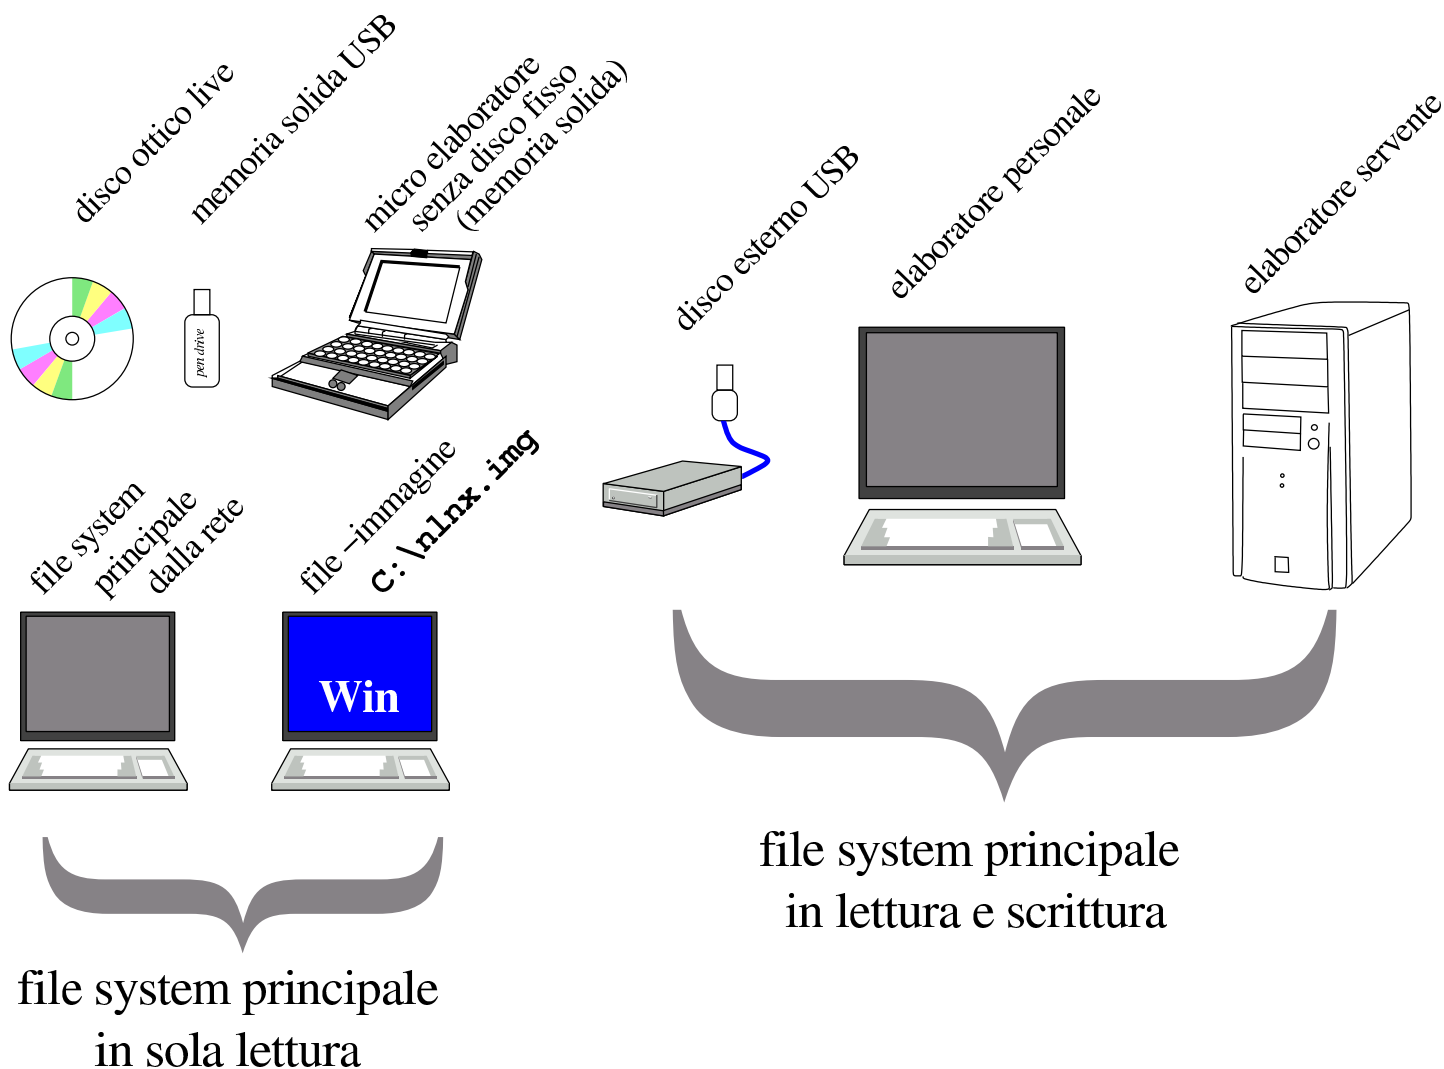 disco ottico live
memoria solida USB
micro elaboratore
senza disco fisso
(memoria solida)
pen drive
disco esterno USB
elaboratore personale
elaboratore servente
file system
principale
dalla rete
file –immagine
C:\nlnx.img
Win
file system principale
in lettura e scrittura
file system principale
in sola lettura